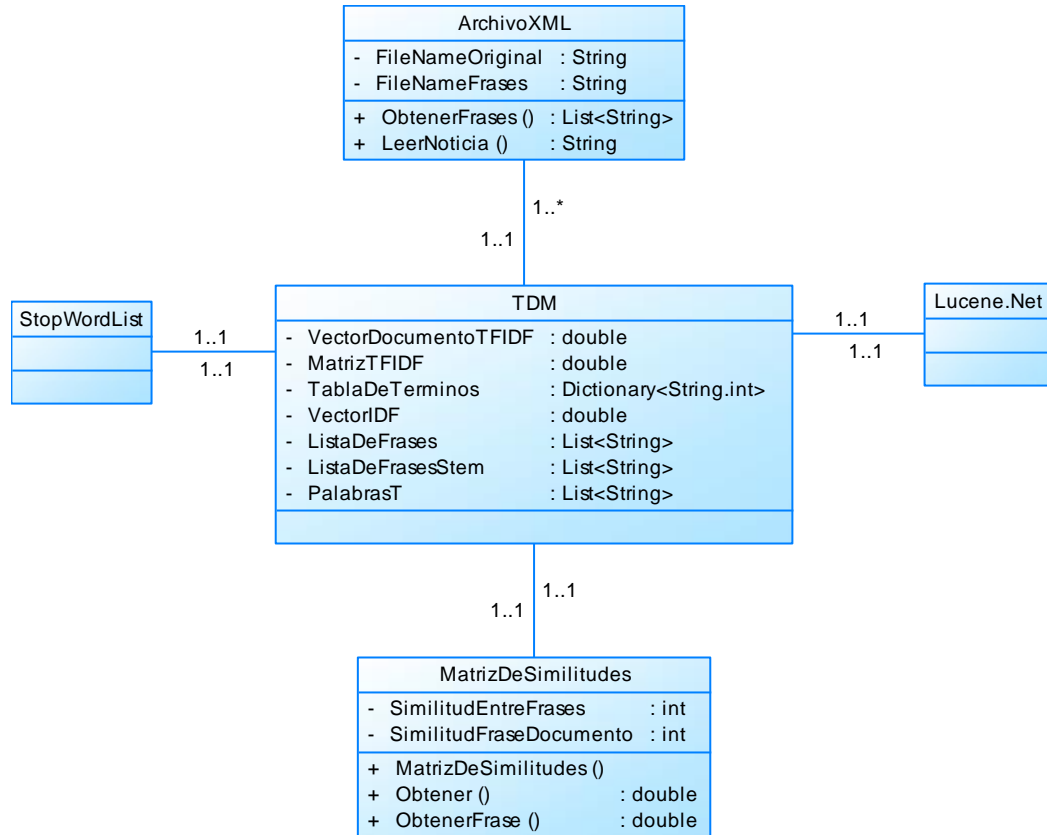 ArchivoXML
- FileNameOriginal : String
- FileNameFrases : String
+ ObtenerFrases () : List<String>
+ LeerNoticia () : String
1..*
1..1
StopWordList
1..1
1..1
TDM
- VectorDocumentoTFIDF : double
- MatrizTFIDF : double
- TablaDeTerminos : Dictionary<String.int>
- VectorIDF : double
- ListaDeFrases : List<String>
- ListaDeFrasesStem : List<String>
- PalabrasT : List<String>
1..1
1..1
Lucene.Net
1..1
1..1
MatrizDeSimilitudes
- SimilitudEntreFrases : int
- SimilitudFraseDocumento : int
+ MatrizDeSimilitudes ()
+ Obtener () : double
+ ObtenerFrase () : double